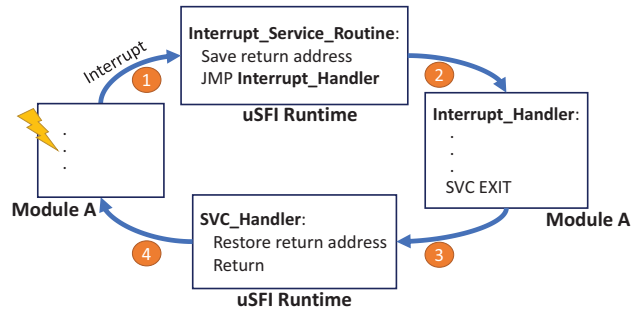 Interrupt_Service_Routine:
Save return address
JMP Interrupt_Handler
uSFI Runtime
Interrupt
1
2
.
.
.
Module A
Interrupt_Handler:
.
.
.
SVC EXIT
Module A
SVC_Handler:
Restore return address
Return
uSFI Runtime
3
4